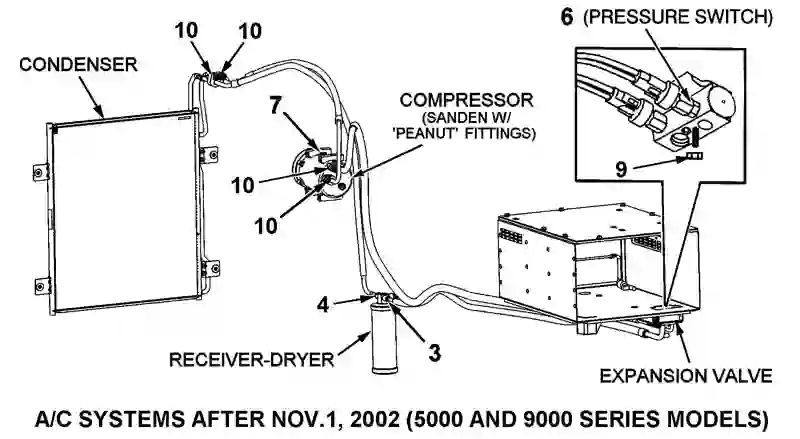 10 10
6 (PRESSURE SWITCH)
CONDENSER
7
COMPRESSOR
(SANDEN W/
'PEANUT' FITTINGS)
9
10
10
4
3
RECEIVER-DRYER
EXPANSION VALVE
A/C SYSTEMS AFTER NOV.1, 2002 (5000 AND 9000 SERIES MODELS)